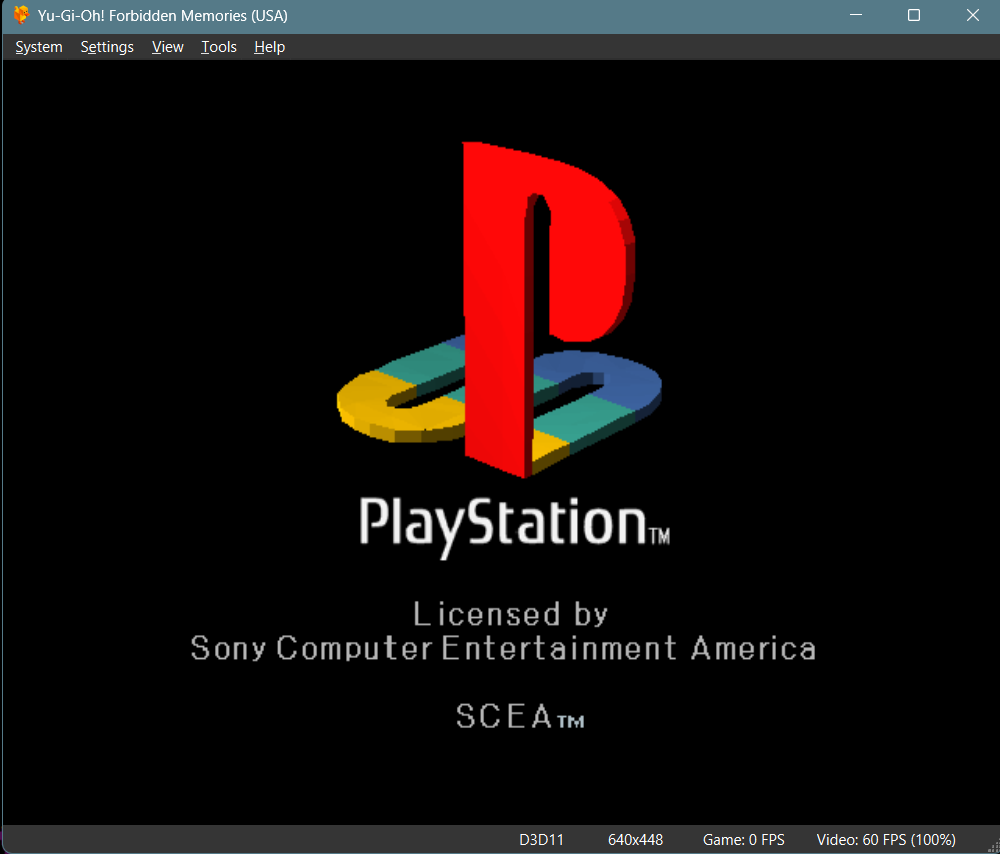 Yu-Gi-Oh! Forbidden Memories (USA)
System Settings View Tools Help
PlayStation™
Licensed by
Sony Computer Entertainment America
SCEA™
D3D11 640x448 Game: 0 FPS Video: 60 FPS (100%)